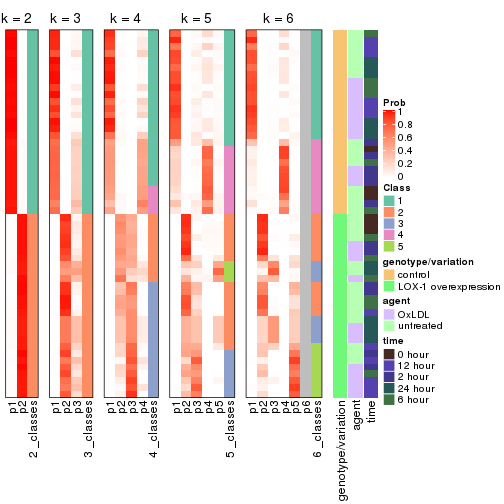 k = 2 k = 3 k = 4 k = 5 k = 6
Prob
1
0.8
0.6
0.4
0.2
0
Class
1
2
3
4
5
genotype/variation
control
LOX-1 overexpression
agent
OxLDL
untreated
time
0 hour
12 hour
2 hour
24 hour
6 hour
p1 p2 2_classes p1 p2 p3 3_classes p1 p2 p3 p4 4_classes p1 p2 p3 p4 p5 5_classes p1 p2 p3 p4 p5 p6 6_classes genotype/variation agent time